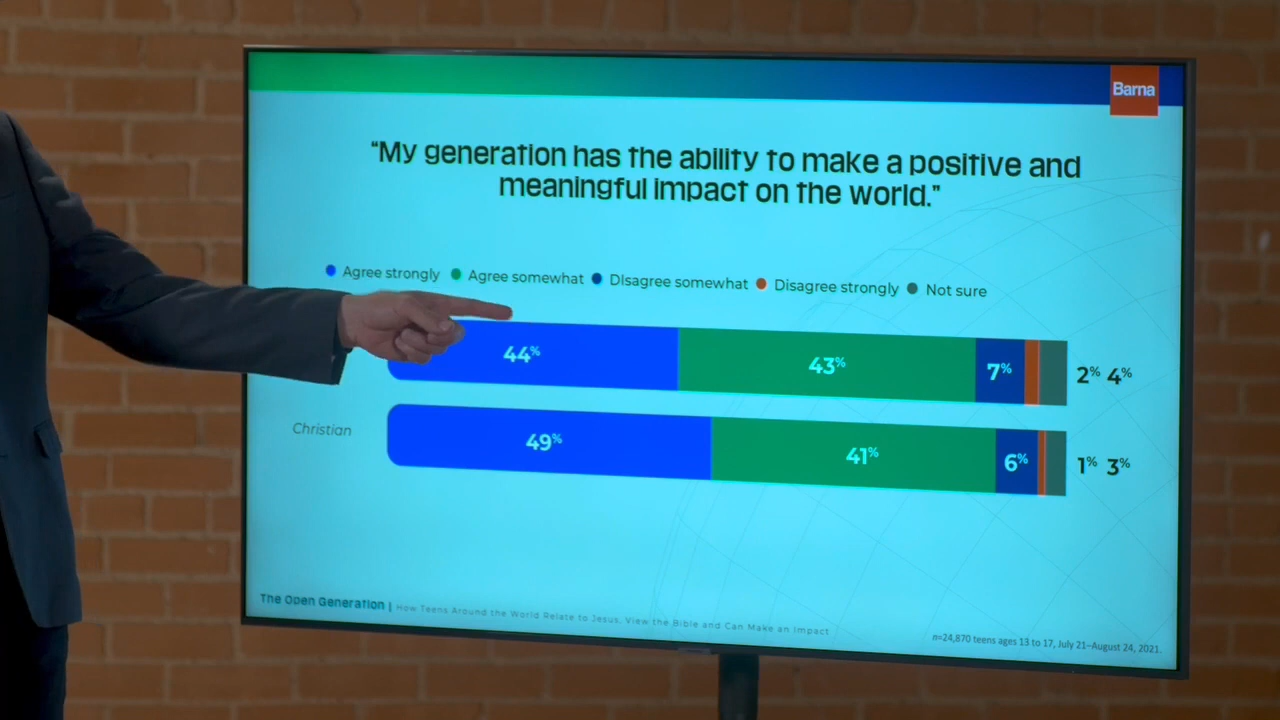 Barna
"My generation has the ability to make a positive and
meaningful impact on the world."
Agree strongly Agree somewhat DIsagree somewhat Disagree strongly Not sure
44% 43% 7% 2% 4%
Christian 49% 41% 6% 1% 3%
The Open Generation | How Teens Around the World Relate to Jesus, View the Bible and Can Make an Impact
n=24,870 teens ages 13 to 17, July 21–August 24, 2021.